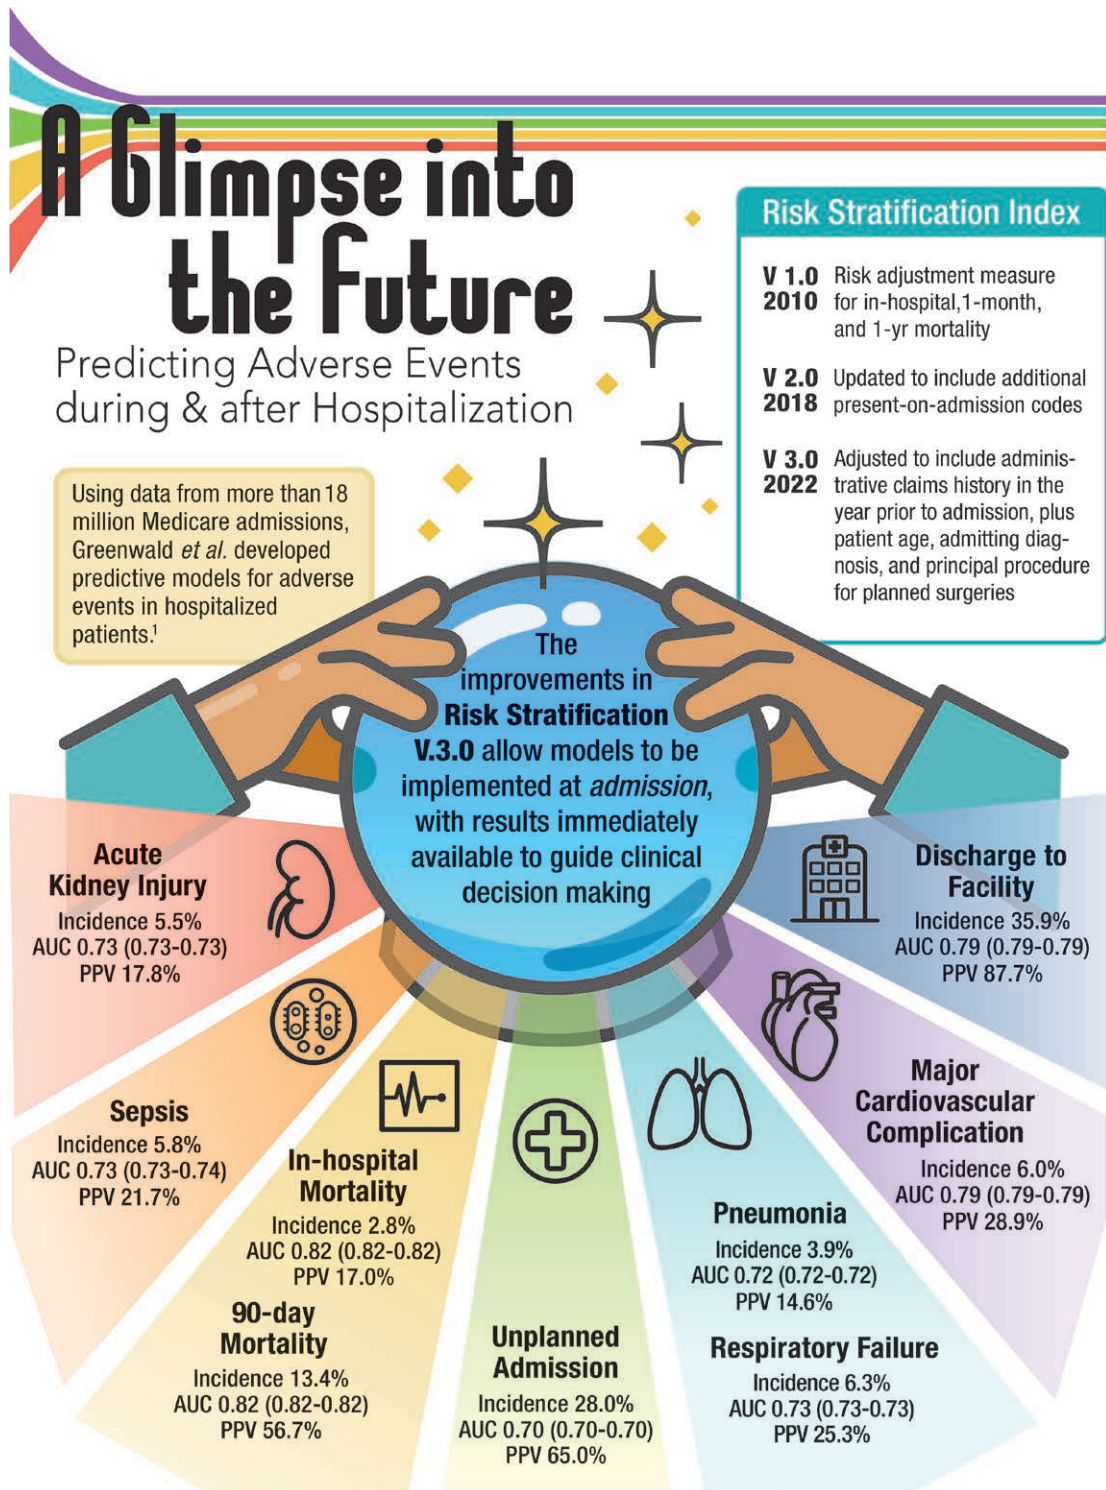 A Glimpse into
the Future
Predicting Adverse Events
during & after Hospitalization
Risk Stratification Index
V 1.0 Risk adjustment measure
2010 for in-hospital,1-month,
and 1-yr mortality
V 2.0 Updated to include additional
2018 present-on-admission codes
V 3.0 Adjusted to include adminis-
2022 trative claims history in the
year prior to admission, plus
patient age, admitting diag-
nosis, and principal procedure
for planned surgeries
Using data from more than 18
million Medicare admissions,
Greenwald et al. developed
predictive models for adverse
events in hospitalized
patients.¹
The
improvements in
Risk Stratification
V.3.0 allow models to be
implemented at admission,
with results immediately
available to guide clinical
decision making
Acute
Kidney Injury
Incidence 5.5%
AUC 0.73 (0.73-0.73)
PPV 17.8%
Sepsis
Incidence 5.8%
AUC 0.73 (0.73-0.74)
PPV 21.7%
In-hospital
Mortality
Incidence 2.8%
AUC 0.82 (0.82-0.82)
PPV 17.0%
90-day
Mortality
Incidence 13.4%
AUC 0.82 (0.82-0.82)
PPV 56.7%
Unplanned
Admission
Incidence 28.0%
AUC 0.70 (0.70-0.70)
PPV 65.0%
Pneumonia
Incidence 3.9%
AUC 0.72 (0.72-0.72)
PPV 14.6%
Respiratory Failure
Incidence 6.3%
AUC 0.73 (0.73-0.73)
PPV 25.3%
Major
Cardiovascular
Complication
Incidence 6.0%
AUC 0.79 (0.79-0.79)
PPV 28.9%
Discharge to
Facility
Incidence 35.9%
AUC 0.79 (0.79-0.79)
PPV 87.7%